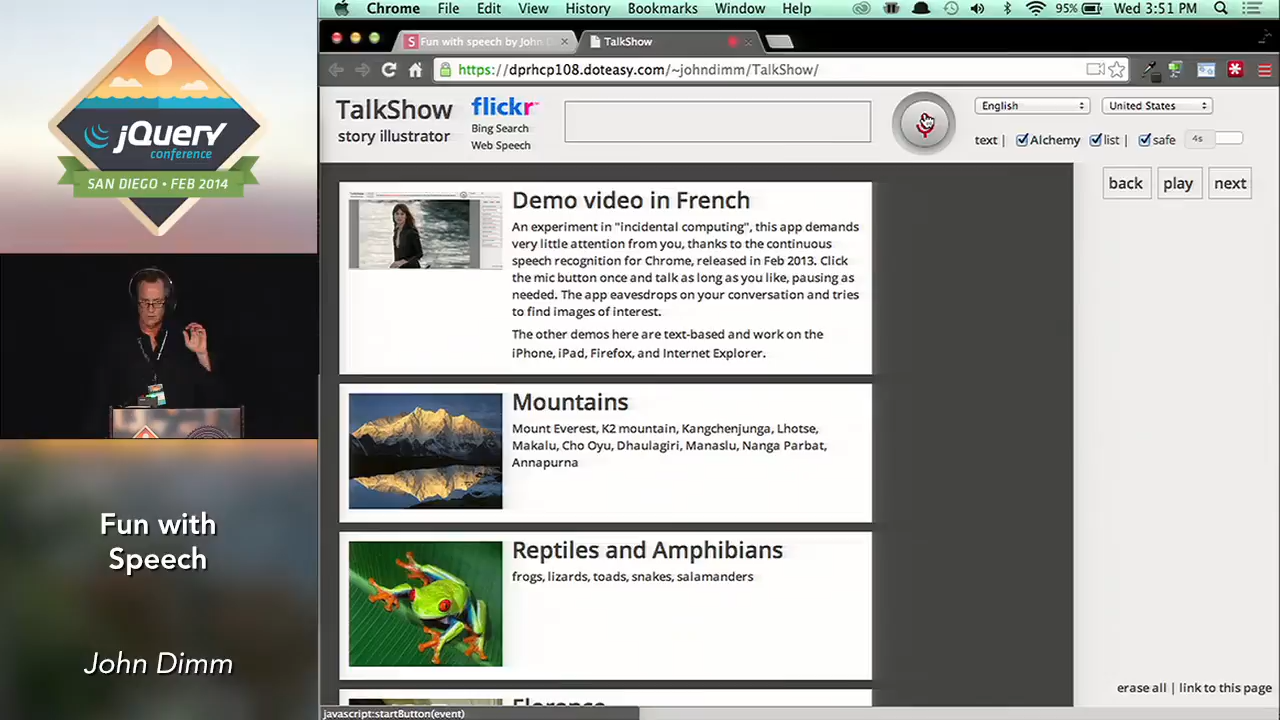 Chrome File Edit View History Bookmarks Window Help 95% Wed 3:51 PM
Fun with speech by John Dimm
TalkShow
https://dprhcp108.doteasy.com/~johndimm/TalkShow/
jQuery
conference
SAN DIEGO • FEB 2014
Fun with
Speech
John Dimm
TalkShow
story illustrator
flickr
Bing Search
Web Speech
English
United States
text | Alchemy list | safe 4s
back play next
Demo video in French
An experiment in "incidental computing", this app demands
very little attention from you, thanks to the continuous
speech recognition for Chrome, released in Feb 2013. Click
the mic button once and talk as long as you like, pausing as
needed. The app eavesdrops on your conversation and tries
to find images of interest.
The other demos here are text-based and work on the
iPhone, iPad, Firefox, and Internet Explorer.
Mountains
Mount Everest, K2 mountain, Kangchenjunga, Lhotse,
Makalu, Cho Oyu, Dhaulagiri, Manaslu, Nanga Parbat,
Annapurna
Reptiles and Amphibians
frogs, lizards, toads, snakes, salamanders
erase all | link to this page
javascript:startButton(event)